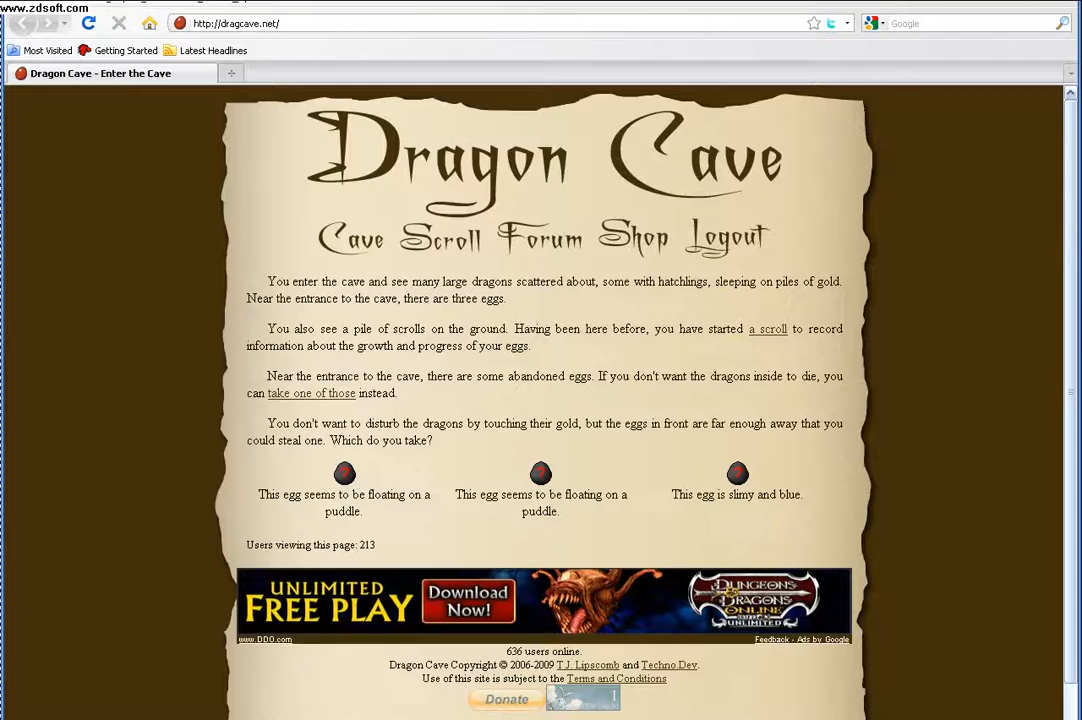 www.zdsoft.com
http://dragcave.net/
Google
Most Visited Getting Started Latest Headlines
Dragon Cave - Enter the Cave
Dragon Cave
Cave Scroll Forum Shop Logout
You enter the cave and see many large dragons scattered about, some with hatchlings, sleeping on piles of gold.
Near the entrance to the cave, there are three eggs.
You also see a pile of scrolls on the ground. Having been here before, you have started a scroll to record
information about the growth and progress of your eggs.
Near the entrance to the cave, there are some abandoned eggs. If you don't want the dragons inside to die, you
can take one of those instead.
You don't want to disturb the dragons by touching their gold, but the eggs in front are far enough away that you
could steal one. Which do you take?
? ? ?
This egg seems to be floating on a This egg seems to be floating on a This egg is slimy and blue.
puddle. puddle.
Users viewing this page: 213
UNLIMITED
FREE PLAY
Download
Now!
DUNGEONS
& DRAGONS
ONLINE
UNLIMITED
www.DDO.com Feedback - Ads by Google
636 users online.
Dragon Cave Copyright © 2006-2009 T.J. Lipscomb and Techno.Dev.
Use of this site is subject to the Terms and Conditions
Donate